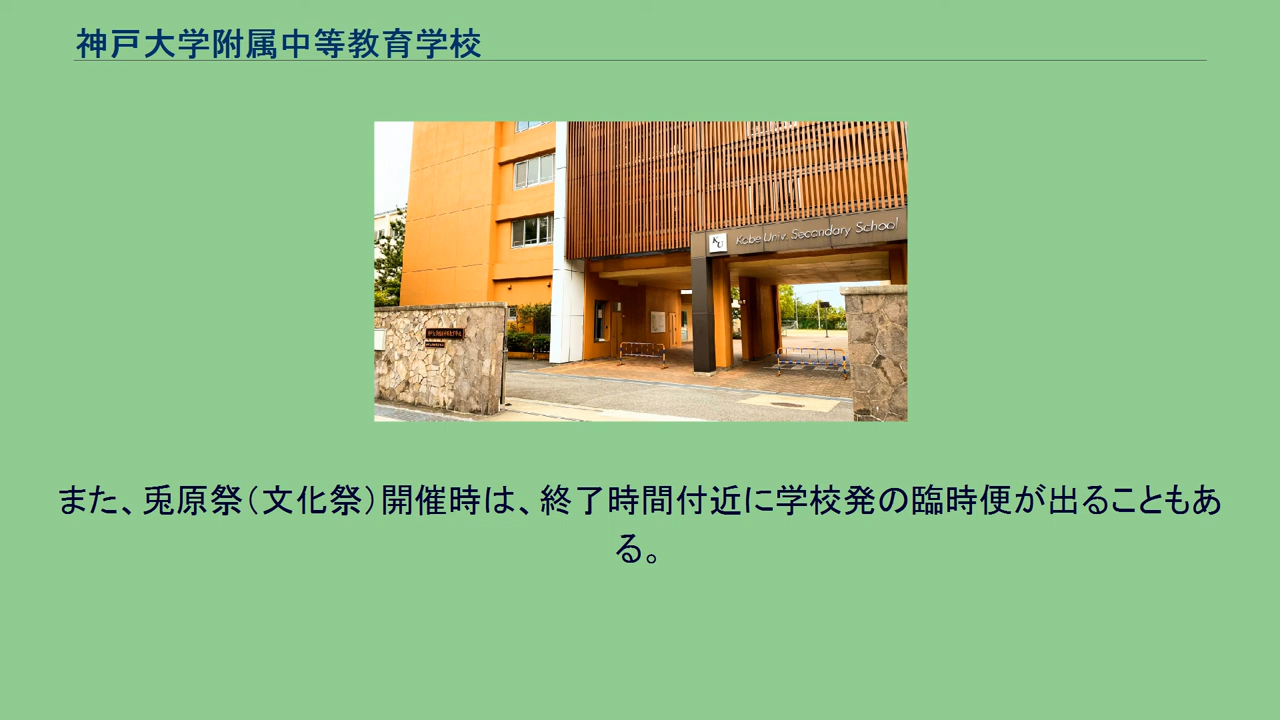 神戸大学附属中等教育学校
KU Kobe Univ. Secondary School
また、兎原祭（文化祭）開催時は、終了時間付近に学校発の臨時便が出ることもあ
る。